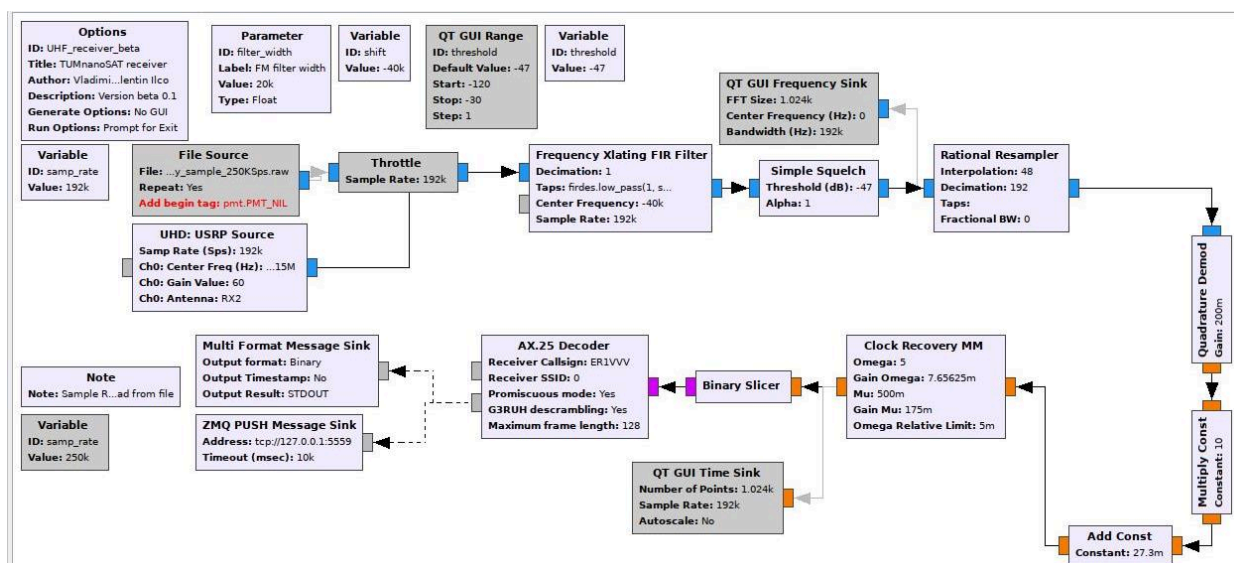 Options
ID: UHF_receiver_beta
Title: TUMnanoSAT receiver
Author: Vladimi...lentin Ilco
Description: Version beta 0.1
Generate Options: No GUI
Run Options: Prompt for Exit
Parameter
ID: filter_width
Label: FM filter width
Value: 20k
Type: Float
Variable
ID: shift
Value: -40k
QT GUI Range
ID: threshold
Default Value: -47
Start: -120
Stop: -30
Step: 1
Variable
ID: threshold
Value: -47
QT GUI Frequency Sink
FFT Size: 1.024k
Center Frequency (Hz): 0
Bandwidth (Hz): 192k
Variable
ID: samp_rate
Value: 192k
File Source
File: ...y_sample_250KSps.raw
Repeat: Yes
Add begin tag: pmt.PMT_NIL
Throttle
Sample Rate: 192k
Frequency Xlating FIR Filter
Decimation: 1
Taps: firdes.low_pass(1, s...
Center Frequency: -40k
Sample Rate: 192k
Simple Squelch
Threshold (dB): -47
Alpha: 1
Rational Resampler
Interpolation: 48
Decimation: 192
Taps:
Fractional BW: 0
UHD: USRP Source
Samp Rate (Sps): 192k
Ch0: Center Freq (Hz): ...15M
Ch0: Gain Value: 60
Ch0: Antenna: RX2
Quadrature Demod
Gain: 200m
Multi Format Message Sink
Output format: Binary
Output Timestamp: No
Output Result: STDOUT
AX.25 Decoder
Receiver Callsign: ER1VVV
Receiver SSID: 0
Promiscuous mode: Yes
G3RUH descrambling: Yes
Maximum frame length: 128
Binary Slicer
Clock Recovery MM
Omega: 5
Gain Omega: 7.65625m
Mu: 500m
Gain Mu: 175m
Omega Relative Limit: 5m
Multiply Const
Constant: 10
Note
Note: Sample R...ad from file
ZMQ PUSH Message Sink
Address: tcp://127.0.0.1:5559
Timeout (msec): 10k
Variable
ID: samp_rate
Value: 250k
QT GUI Time Sink
Number of Points: 1.024k
Sample Rate: 192k
Autoscale: No
Add Const
Constant: 27.3m